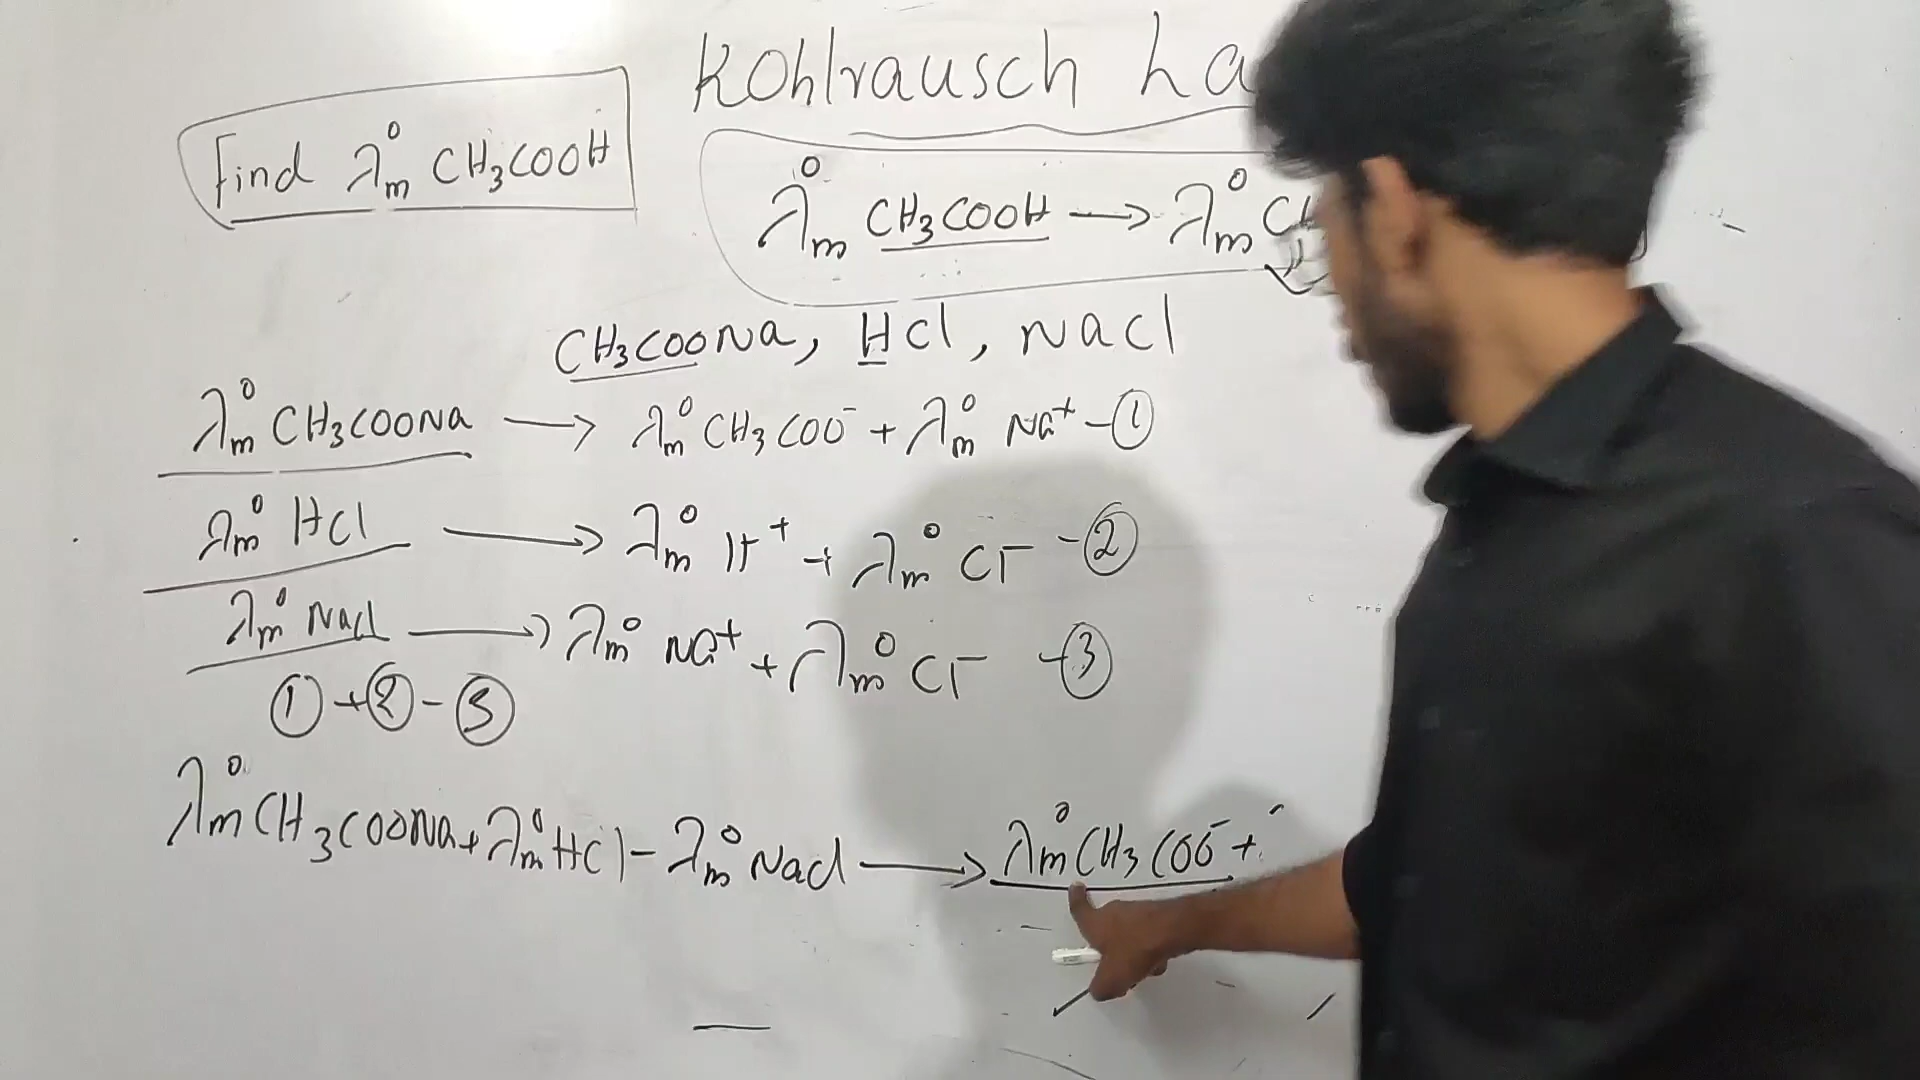 Kohlrausch La
Find λ°m CH3COOH
λ°m CH3COOH → λ°m CH
CH3COONa, HCl, NaCl
λ°m CH3COONa → λ°m CH3COO⁻ + λ°m Na⁺ - ①
λ°m HCl → λ°m H⁺ + λ°m Cl⁻ - ②
λ°m NaCl → λ°m Na⁺ + λ°m Cl⁻ - ③
① + ② - ③
λ°m CH3COONa + λ°m HCl - λ°m NaCl → λ°m CH3COO⁻ +